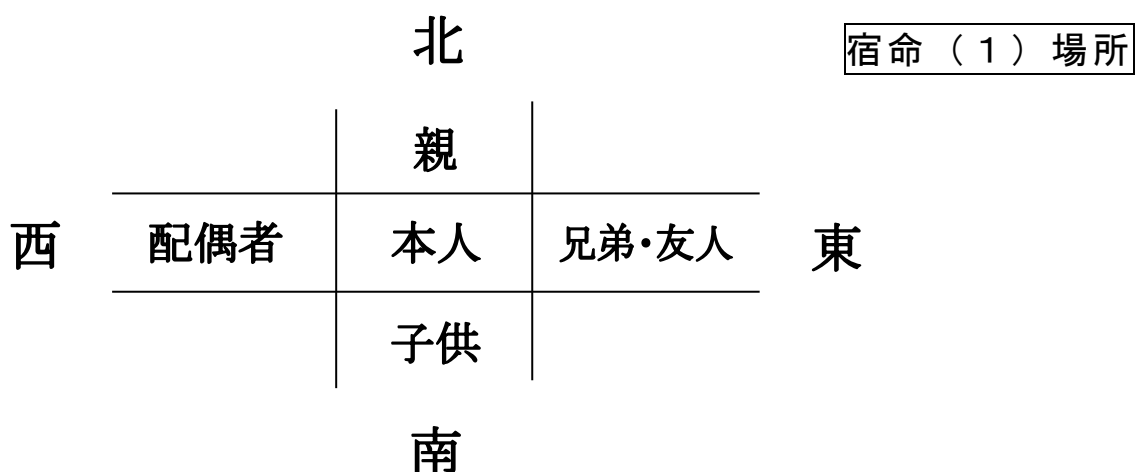 北
宿命（１）場所
親
西 配偶者 本人 兄弟・友人 東
子供
南